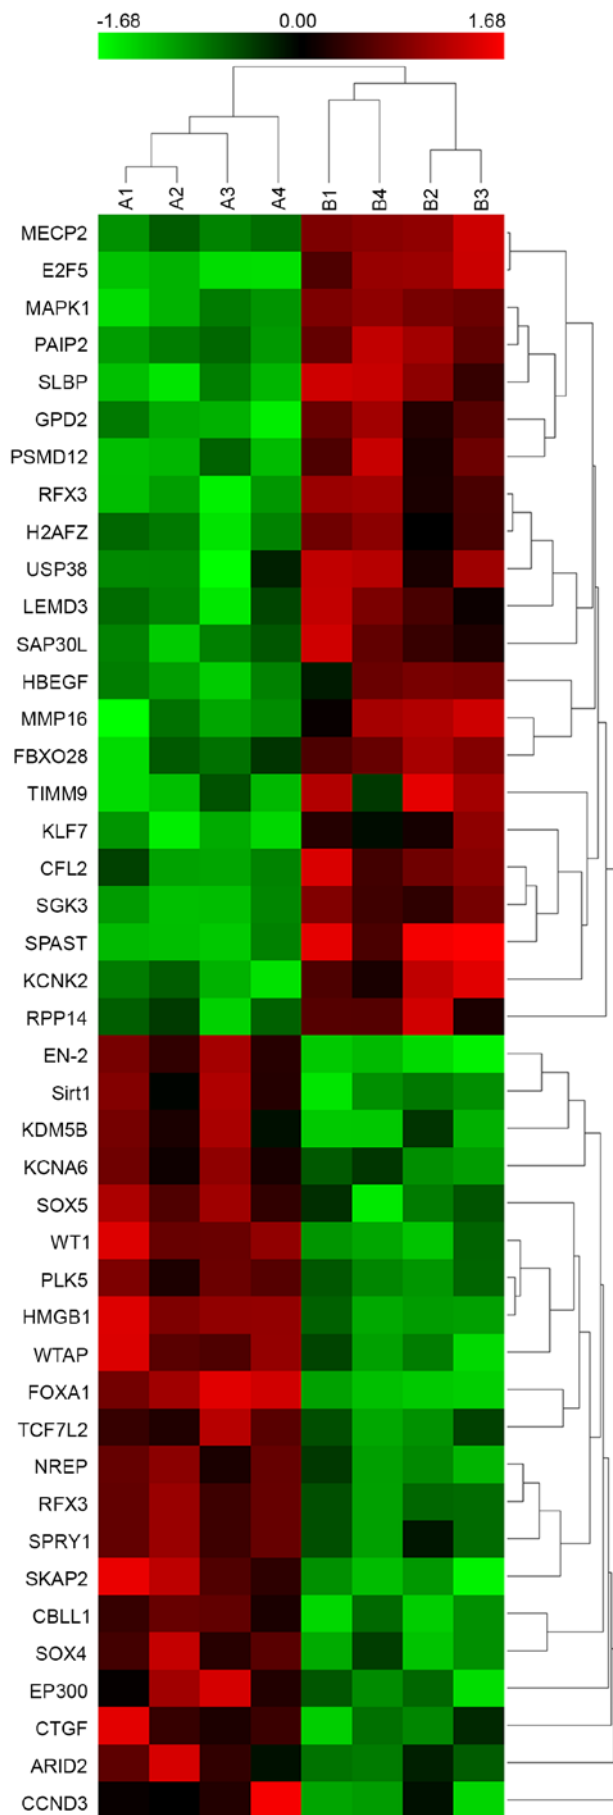 -1.68 0.00 1.68
A1 A2 A3 A4 B1 B4 B2 B3
MECP2
E2F5
MAPK1
PAIP2
SLBP
GPD2
PSMD12
RFX3
H2AFZ
USP38
LEMD3
SAP30L
HBEGF
MMP16
FBXO28
TIMM9
KLF7
CFL2
SGK3
SPAST
KCNK2
RPP14
EN-2
Sirt1
KDM5B
KCNA6
SOX5
WT1
PLK5
HMGB1
WTAP
FOXA1
TCF7L2
NREP
RFX3
SPRY1
SKAP2
CBLL1
SOX4
EP300
CTGF
ARID2
CCND3